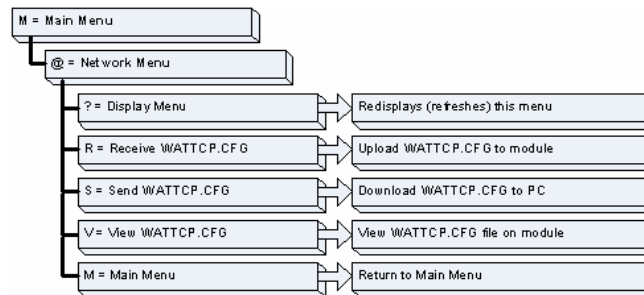 M = Main Menu
@ = Network Menu
? = Display Menu
Redisplays (refreshes) this menu
R = Receive WATTCP.CFG
Upload WATTCP.CFG to module
S = Send WATTCP.CFG
Download WATTCP.CFG to PC
V = View WATTCP.CFG
View WATTCP.CFG file on module
M = Main Menu
Return to Main Menu